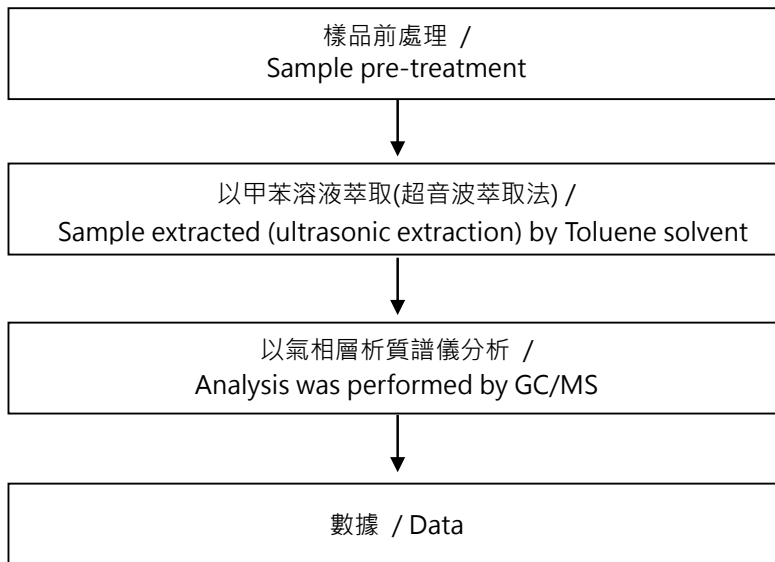 樣品前處理 /
Sample pre-treatment
以甲苯溶液萃取(超音波萃取法) /
Sample extracted (ultrasonic extraction) by Toluene solvent
以氣相層析質譜儀分析 /
Analysis was performed by GC/MS
數據 / Data